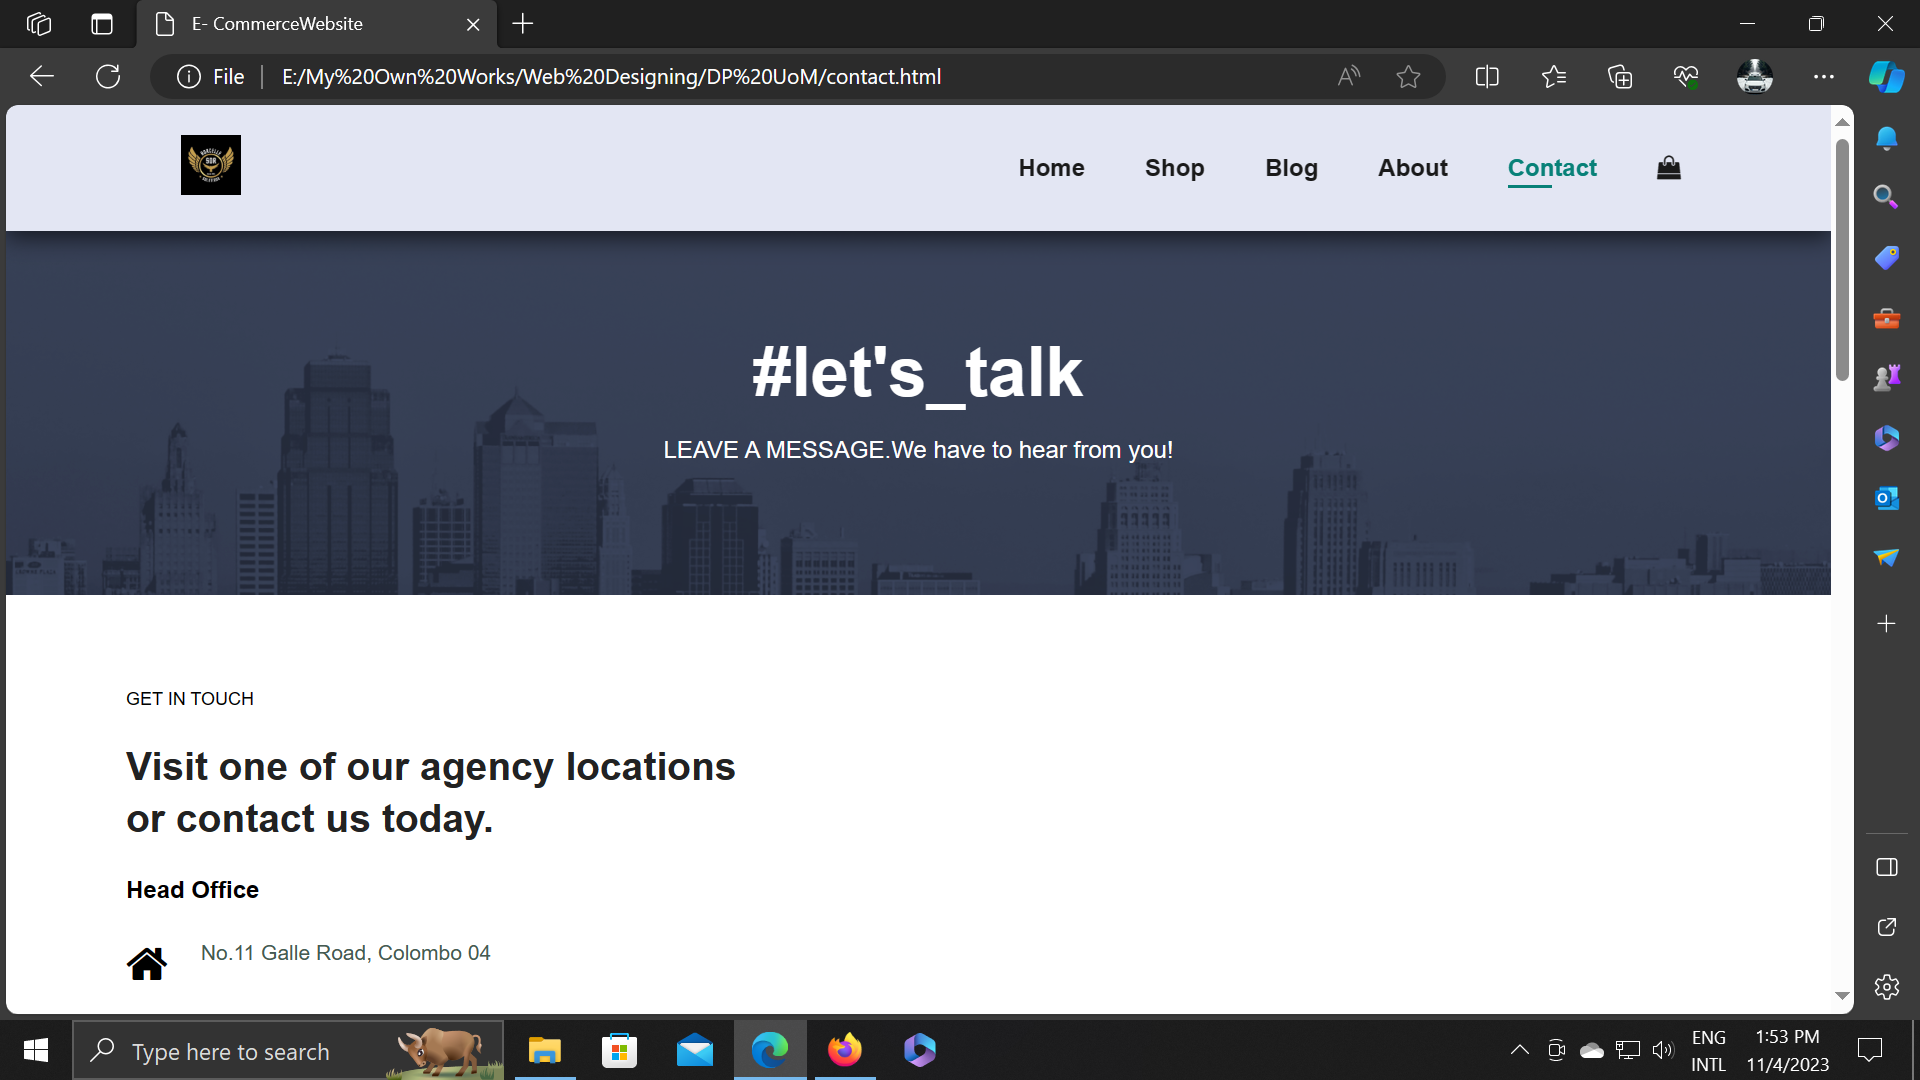 E- CommerceWebsite
File
E:/My%20Own%20Works/Web%20Designing/DP%20UoM/contact.html
Home Shop Blog About Contact
#let's_talk
LEAVE A MESSAGE.We have to hear from you!
GET IN TOUCH
Visit one of our agency locations
or contact us today.
Head Office
No.11 Galle Road, Colombo 04
Type here to search
ENG
INTL
1:53 PM
11/4/2023